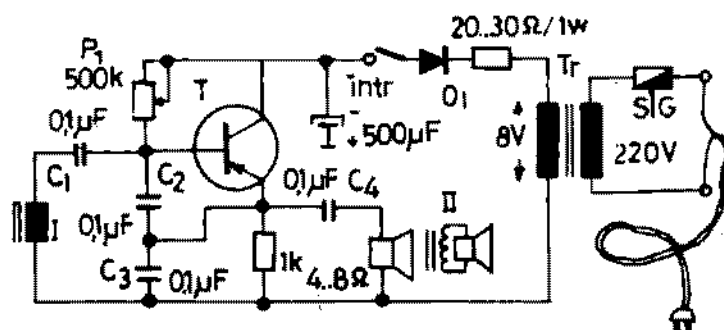 20..30Ω/1w
P₁
500k
T
intr
D₁
Tr
SIG
0,1µF
-
+ 500µF
8V
220V
C₁
C₂
0,1µF
C₄
II
I
0,1µF
1k
4..8Ω
C₃
0,1µF